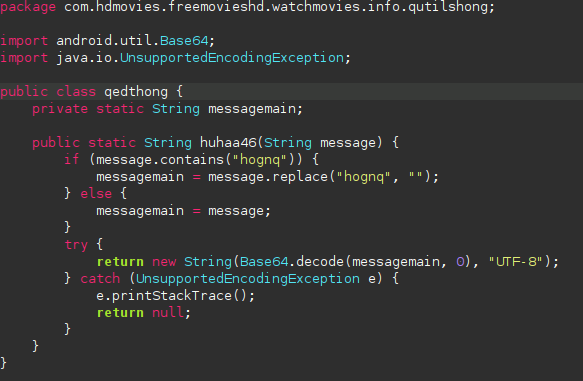 package com.hdmovies.freemovieshd.watchmovies.info.qutilshong;
import android.util.Base64;
import java.io.UnsupportedEncodingException;
public class qedthong {
private static String messagemain;
public static String huhaa46(String message) {
if (message.contains("hognq")) {
messagemain = message.replace("hognq", "");
} else {
messagemain = message;
}
try {
return new String(Base64.decode(messagemain, 0), "UTF-8");
} catch (UnsupportedEncodingException e) {
e.printStackTrace();
return null;
}
}
}